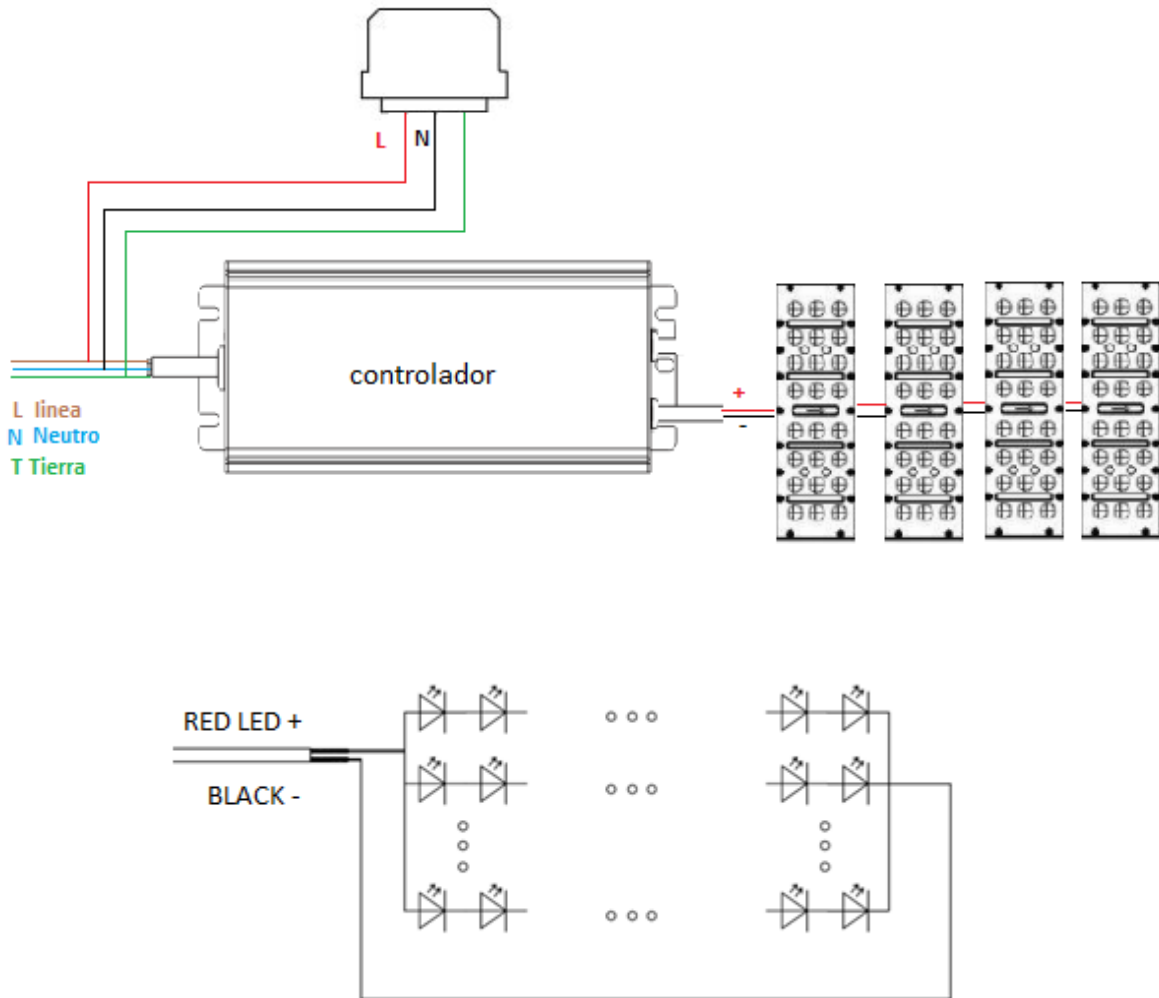 L N
controlador
+
-
L linea
N Neutro
T Tierra
RED LED +
BLACK -